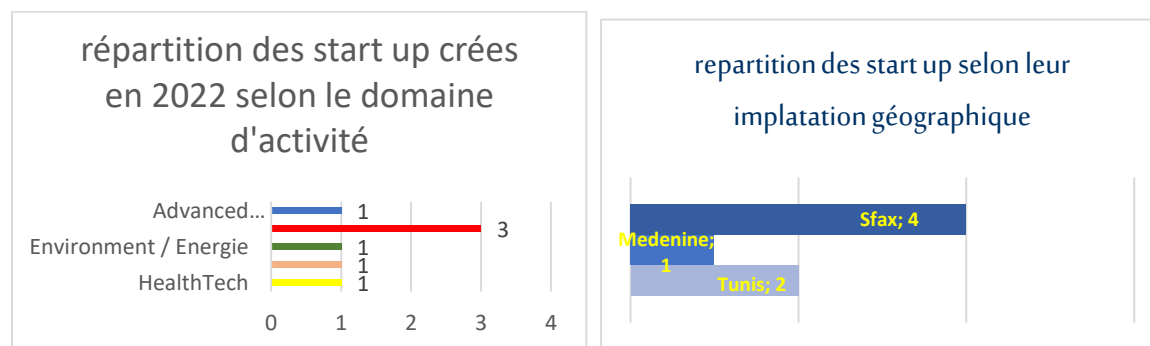 répartition des start up crées
en 2022 selon le domaine
d'activité
Advanced...
1
3
Environment / Energie
1
1
HealthTech
1
0 1 2 3 4
repartition des start up selon leur
implatation géographique
Sfax; 4
Medenine;
1
Tunis; 2